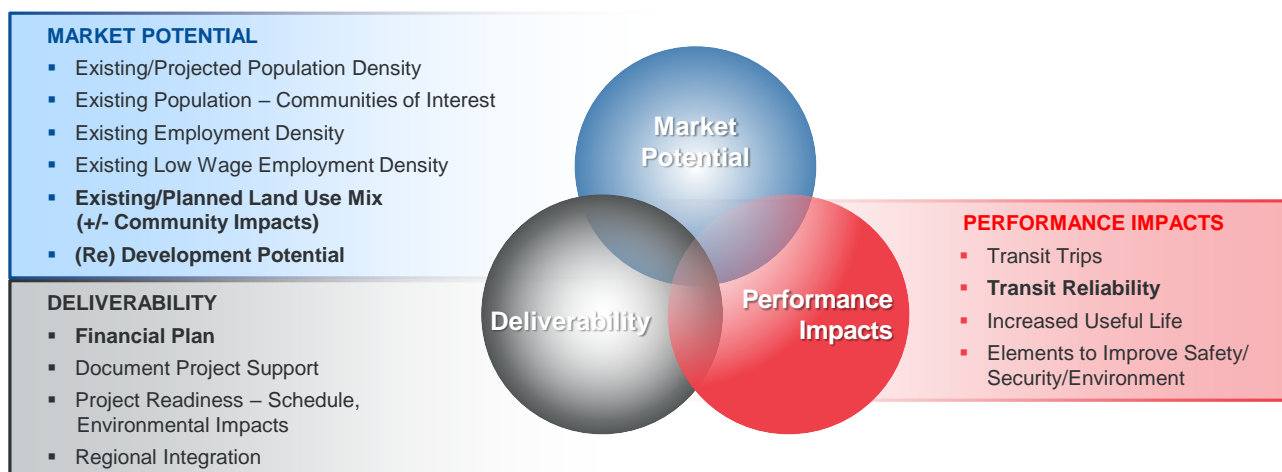 MARKET POTENTIAL
▪ Existing/Projected Population Density
▪ Existing Population – Communities of Interest
▪ Existing Employment Density
▪ Existing Low Wage Employment Density
▪ Existing/Planned Land Use Mix
(+/- Community Impacts)
▪ (Re) Development Potential
DELIVERABILITY
▪ Financial Plan
▪ Document Project Support
▪ Project Readiness – Schedule,
Environmental Impacts
▪ Regional Integration
Market
Potential
Deliverability
Performance
Impacts
PERFORMANCE IMPACTS
▪ Transit Trips
▪ Transit Reliability
▪ Increased Useful Life
▪ Elements to Improve Safety/
Security/Environment